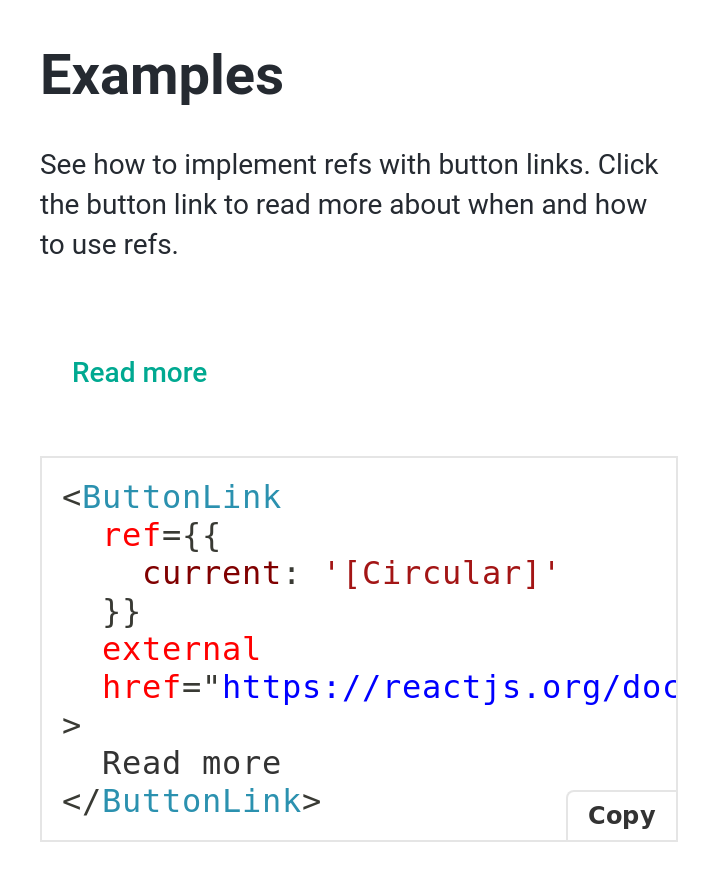 Examples
See how to implement refs with button links. Click
the button link to read more about when and how
to use refs.
Read more
<ButtonLink
  ref={{
    current: '[Circular]'
  }}
  external
  href="https://reactjs.org/doc
>
  Read more
</ButtonLink>
Copy